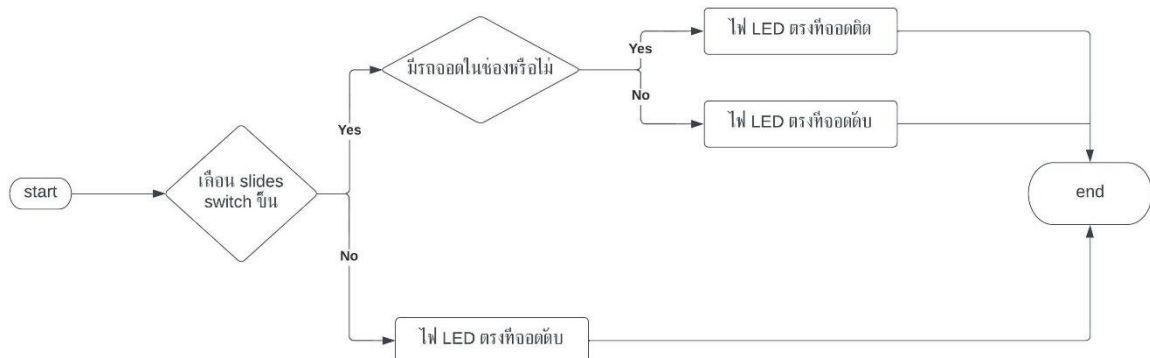 start
เลือน slides
switch ขึ้น
Yes
No
มีรถจอดในช่องหรือไม่
Yes
No
ไฟ LED ตรงที่จอดติด
ไฟ LED ตรงที่จอดดับ
ไฟ LED ตรงที่จอดดับ
end